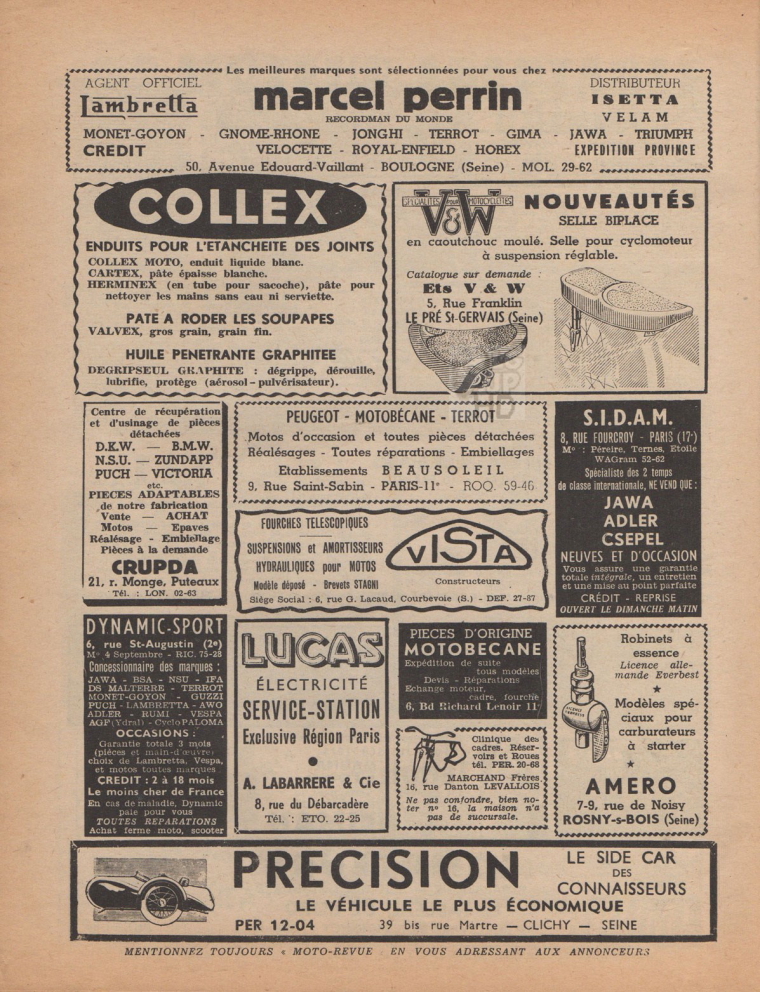 Les meilleures marques sont sélectionnées pour vous chez
AGENT OFFICIEL
Lambretta
marcel perrin
RECORDMAN DU MONDE
DISTRIBUTEUR
ISETTA
VELAM
MONET-GOYON - GNOME-RHONE - JONGHI - TERROT - GIMA - JAWA - TRIUMPH
CREDIT VELOCETTE - ROYAL-ENFIELD - HOREX EXPEDITION PROVINCE
50, Avenue Edouard-Vaillant - BOULOGNE (Seine) - MOL. 29-62
COLLEX
ENDUITS POUR L'ETANCHEITE DES JOINTS
COLLEX MOTO, enduit liquide blanc.
CARTEX, pâte épaisse blanche.
HERMINEX (en tube pour sacoche), pâte pour
nettoyer les mains sans eau ni serviette.
PATE A RODER LES SOUPAPES
VALVEX, gros grain, grain fin.
HUILE PENETRANTE GRAPHITEE
DEGRIPSEUL GRAPHITE : dégrippe, dérouille,
lubrifie, protège (aérosol-pulvérisateur).
SPÉCIALITÉS pour MOTOCYCLETTES
V&W
NOUVEAUTÉS
SELLE BIPLACE
en caoutchouc moulé. Selle pour cyclomoteur
à suspension réglable.
Catalogue sur demande :
Ets V & W
5, Rue Franklin
LE PRÉ St-GERVAIS (Seine)
Centre de récupération
et d'usinage de pièces
détachées
D.K.W. — B.M.W.
N.S.U. — ZUNDAPP
PUCH — VICTORIA
etc.
PIECES ADAPTABLES
de notre fabrication
Vente — ACHAT
Motos — Epaves
Réalésage - Embiellage
Pièces à la demande
CRUPDA
21, r. Monge, Puteaux
Tél. : LON. 02-63
PEUGEOT - MOTOBÉCANE - TERROT
Motos d'occasion et toutes pièces détachées
Réalésages - Toutes réparations - Embiellages
Etablissements BEAUSOLEIL
9, Rue Saint-Sabin - PARIS-11e - ROQ. 59-46
S.I.D.A.M.
8, RUE FOURCROY - PARIS (17e)
Mo : Péreire, Ternes, Etoile
WAGram 52-62
Spécialiste des 2 temps
de classe internationale, NE VEND QUE :
JAWA
ADLER
CSEPEL
NEUVES ET D'OCCASION
Vous assure une garantie
totale intégrale, un entretien
et une mise au point parfaite
CRÉDIT - REPRISE
OUVERT LE DIMANCHE MATIN
FOURCHES TELESCOPIQUES
SUSPENSIONS et AMORTISSEURS
HYDRAULIQUES pour MOTOS
Modèle déposé - Brevets STAGNI
VISTA
Constructeurs
Siège Social : 6, rue G. Lacaud, Courbevoie (S.) - DEF. 27-87
DYNAMIC-SPORT
6, rue St-Augustin (2e)
Mo 4 Septembre - RIC. 75-28
Concessionnaire des marques :
JAWA - BSA - NSU - IFA
DS MALTERRE - TERROT
MONET-GOYON - GUZZI
PUCH - LAMBRETTA - AWO
ADLER - RUMI - VESPA
AGF (Ydral) - Cyclo PALOMA
OCCASIONS :
Garantie totale 3 mois
(pièces et main-d'œuvre)
choix de Lambretta, Vespa,
et motos toutes marques
CREDIT : 2 à 18 mois
Le moins cher de France
En cas de maladie, Dynamic
paie pour vous
TOUTES REPARATIONS
Achat ferme moto, scooter
LUCAS
ÉLECTRICITÉ
SERVICE-STATION
Exclusive Région Paris
A. LABARRERE & Cie
8, rue du Débarcadère
Tél. : ETO. 22-25
PIECES D'ORIGINE
MOTOBECANE
Expédition de suite
tous modèles
Devis - Réparations
Echange moteur,
cadre, fourche
6, Bd Richard Lenoir 11e
Clinique des
cadres. Réser-
voirs et Roues
tél. PER. 20-68
MARCHAND Frères
16, rue Danton LEVALLOIS
Ne pas confondre, bien no-
ter n° 16, la maison n'a
pas de succursale.
Robinets à
essence
Licence alle-
mande Everbest
Modèles spé-
ciaux pour
carburateurs
à starter
AMERO
7-9, rue de Noisy
ROSNY-s-BOIS (Seine)
PRECISION
LE SIDE CAR
DES
CONNAISSEURS
LE VÉHICULE LE PLUS ÉCONOMIQUE
PER 12-04 39 bis rue Martre — CLICHY — SEINE
MENTIONNEZ TOUJOURS « MOTO-REVUE » EN VOUS ADRESSANT AUX ANNONCEURS